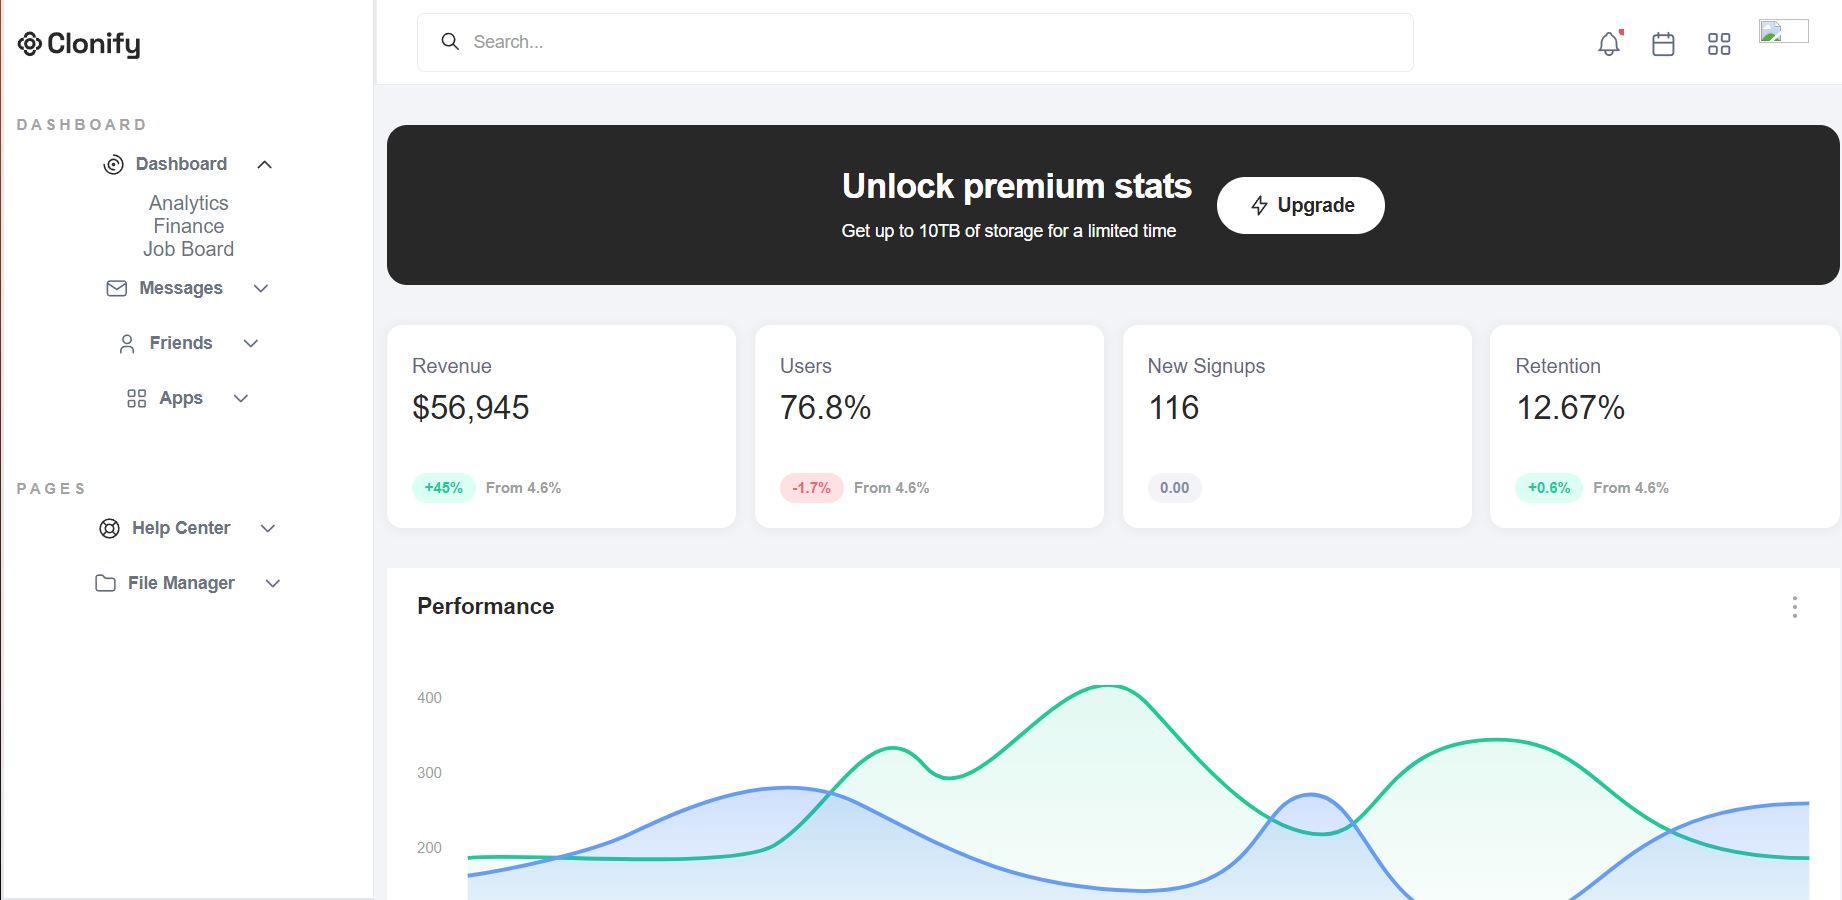 Clonify
Search...
DASHBOARD
Dashboard
Analytics
Finance
Job Board
Messages
Friends
Apps
PAGES
Help Center
File Manager
Unlock premium stats
Get up to 10TB of storage for a limited time
Upgrade
Revenue
$56,945
+45% From 4.6%
Users
76.8%
-1.7% From 4.6%
New Signups
116
0.00
Retention
12.67%
+0.6% From 4.6%
Performance
400
300
200